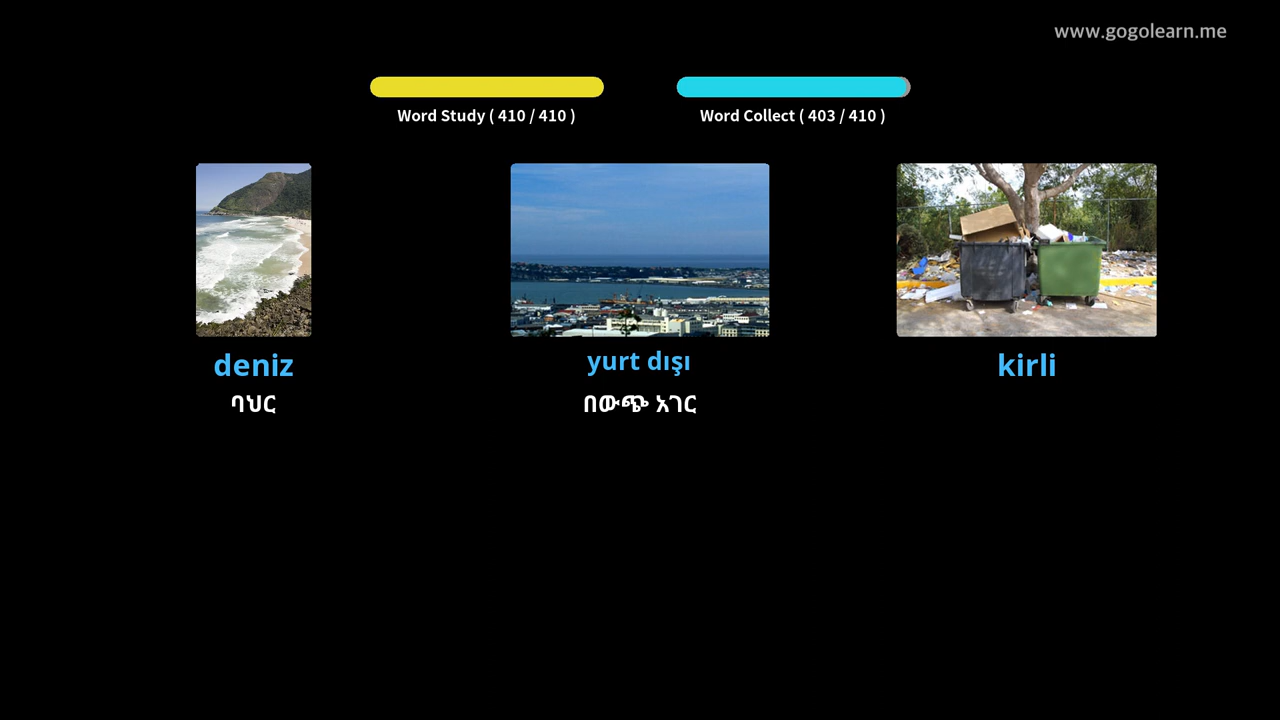 www.gogolearn.me
Word Study ( 410 / 410 )
Word Collect ( 403 / 410 )
deniz
ባህር
yurt dışı
በውጭ አገር
kirli